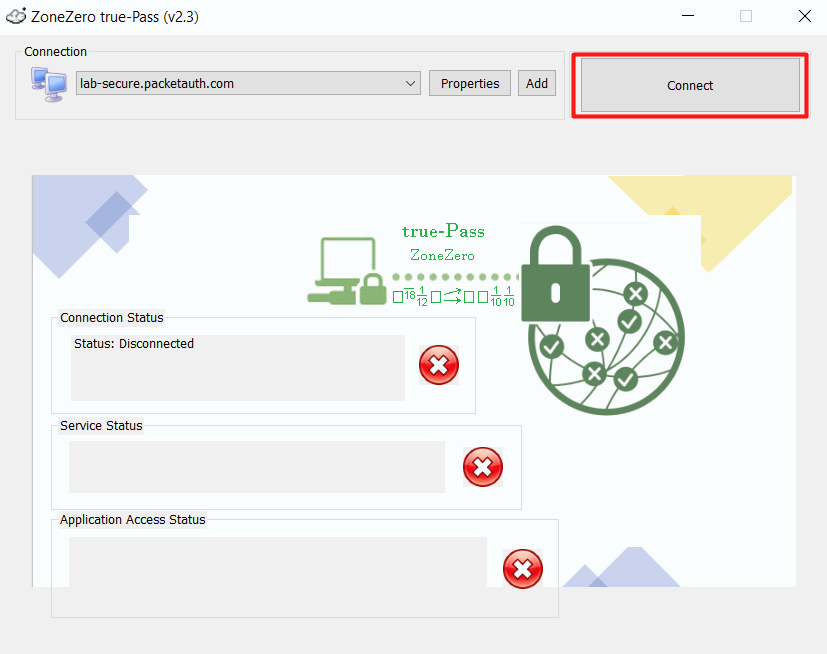 ZoneZero true-Pass (v2.3)
Connection
lab-secure.packetauth.com
Properties
Add
Connect
true-Pass
ZoneZero
Connection Status
Status: Disconnected
Service Status
Application Access Status